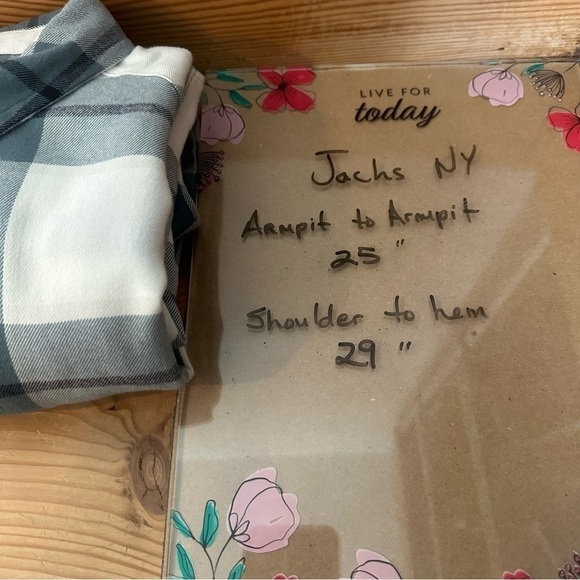 LIVE FOR
today
Jachs NY
Armpit to Armpit
25"
Shoulder to hem
29"